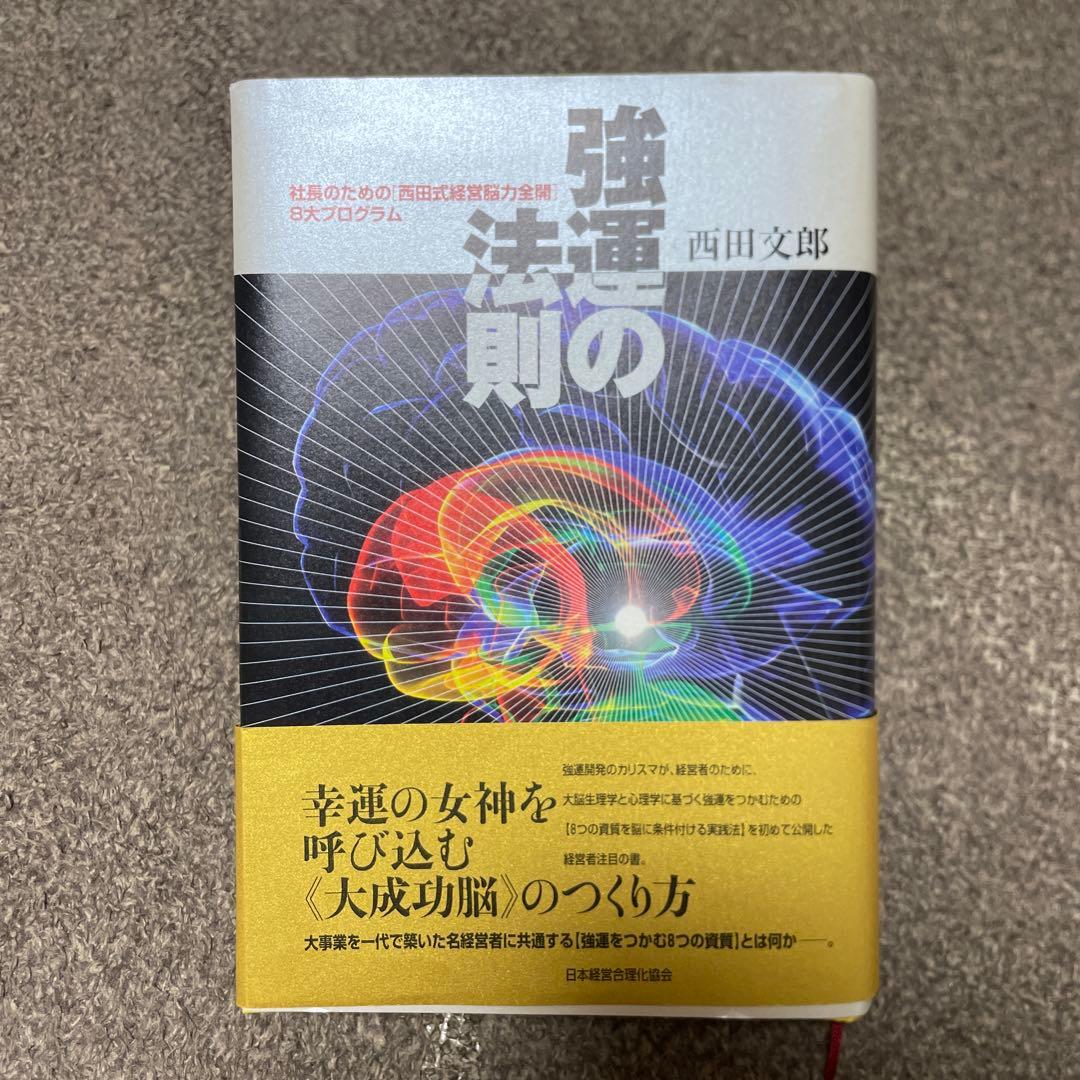 強運の
法則
社長のための[西田式経営脳力全開]
8大プログラム
西田文郎
幸運の女神を
呼び込む
《大成功脳》のつくり方
強運開発のカリスマが、経営者のために、
大脳生理学と心理学に基づく強運をつかむための
【8つの資質を脳に条件付ける実践法】を初めて公開した
経営者注目の書。
大事業を一代で築いた名経営者に共通する【強運をつかむ8つの資質】とは何か──。
日本経営合理化協会